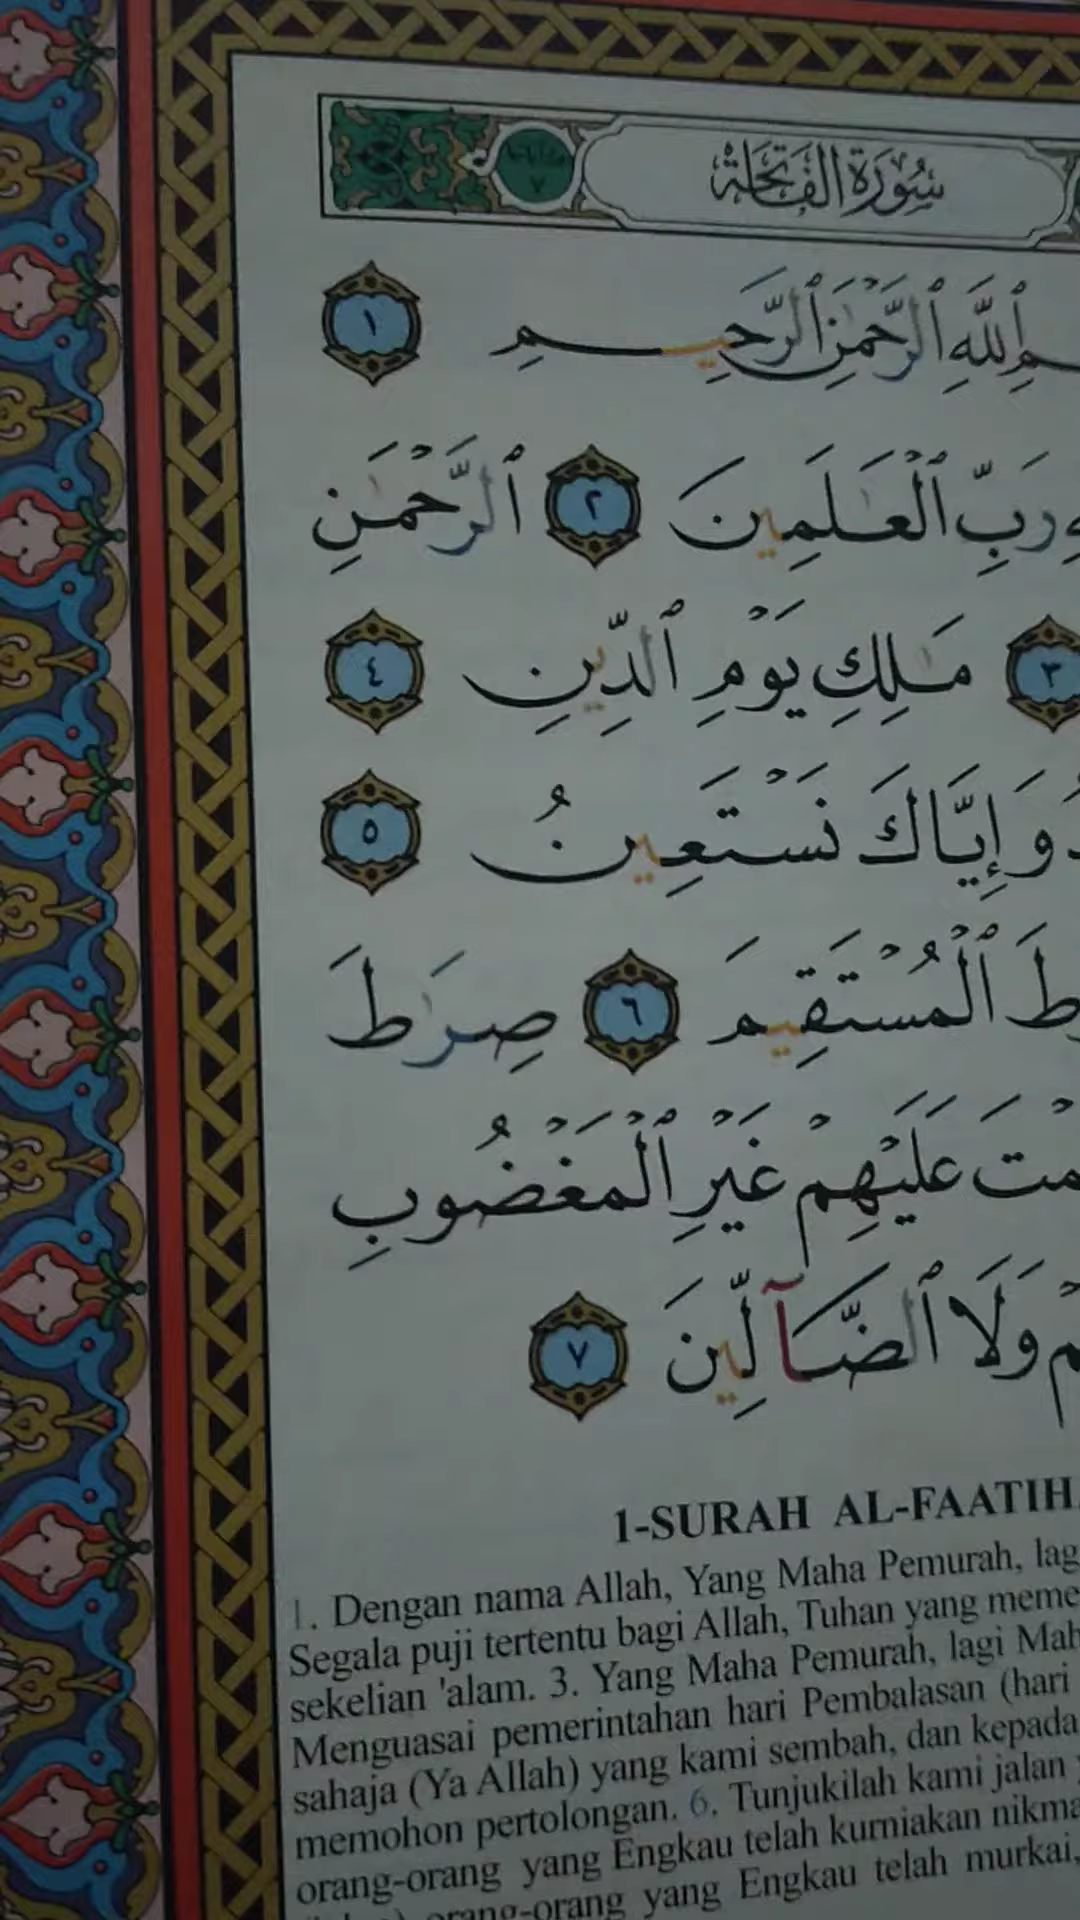 سُورَةُ الفَاتِحَة
ٱللَّهِ ٱلرَّحْمَٰنِ ٱلرَّحِيمِ ١
رَبِّ ٱلْعَٰلَمِينَ ٢ ٱلرَّحْمَٰنِ
٣ مَٰلِكِ يَوْمِ ٱلدِّينِ ٤
وَإِيَّاكَ نَسْتَعِينُ ٥
ٱلْمُسْتَقِيمَ ٦ صِرَٰطَ
عَلَيْهِمْ غَيْرِ ٱلْمَغْضُوبِ
وَلَا ٱلضَّآلِّينَ ٧
1-SURAH AL-FAATIH
1. Dengan nama Allah, Yang Maha Pemurah, lag
Segala puji tertentu bagi Allah, Tuhan yang meme
sekelian 'alam. 3. Yang Maha Pemurah, lagi Mah
Menguasai pemerintahan hari Pembalasan (hari
sahaja (Ya Allah) yang kami sembah, dan kepada
memohon pertolongan. 6. Tunjukilah kami jalan
orang-orang yang Engkau telah kurniakan nikma
orang-orang yang Engkau telah murkai,